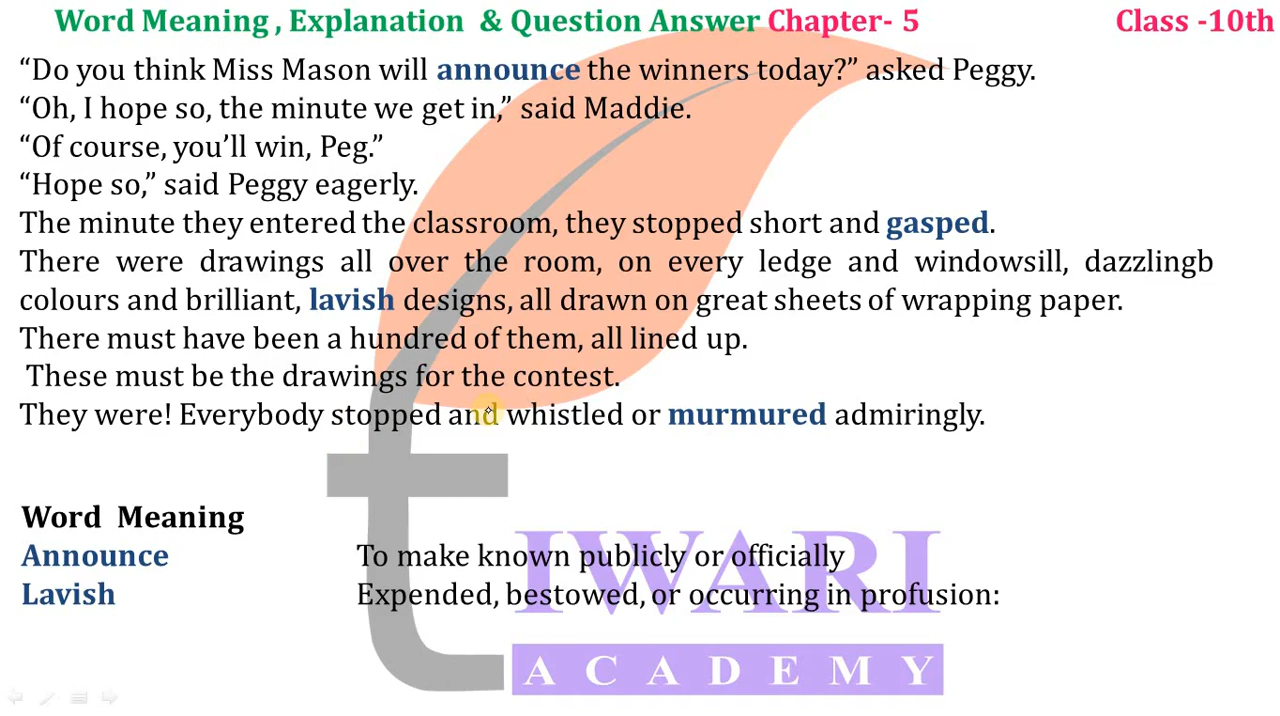 Word Meaning , Explanation & Question Answer Chapter- 5 Class -10th
“Do you think Miss Mason will announce the winners today?” asked Peggy.
“Oh, I hope so, the minute we get in,” said Maddie.
“Of course, you’ll win, Peg.”
“Hope so,” said Peggy eagerly.
The minute they entered the classroom, they stopped short and gasped.
There were drawings all over the room, on every ledge and windowsill, dazzlingb
colours and brilliant, lavish designs, all drawn on great sheets of wrapping paper.
There must have been a hundred of them, all lined up.
These must be the drawings for the contest.
They were! Everybody stopped and whistled or murmured admiringly.
Word Meaning
Announce To make known publicly or officially
Lavish Expended, bestowed, or occurring in profusion:
tIWARI
ACADEMY